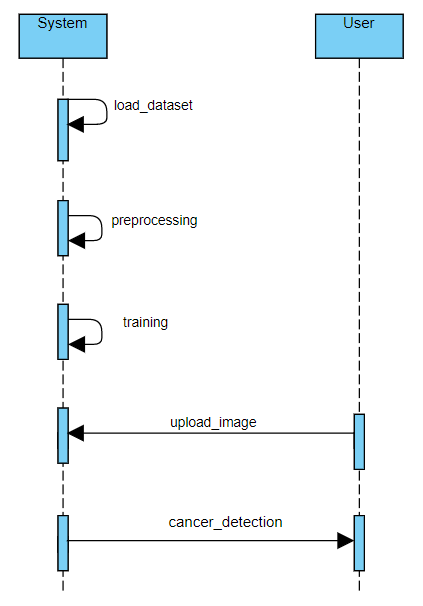 System
User
load_dataset
preprocessing
training
upload_image
cancer_detection